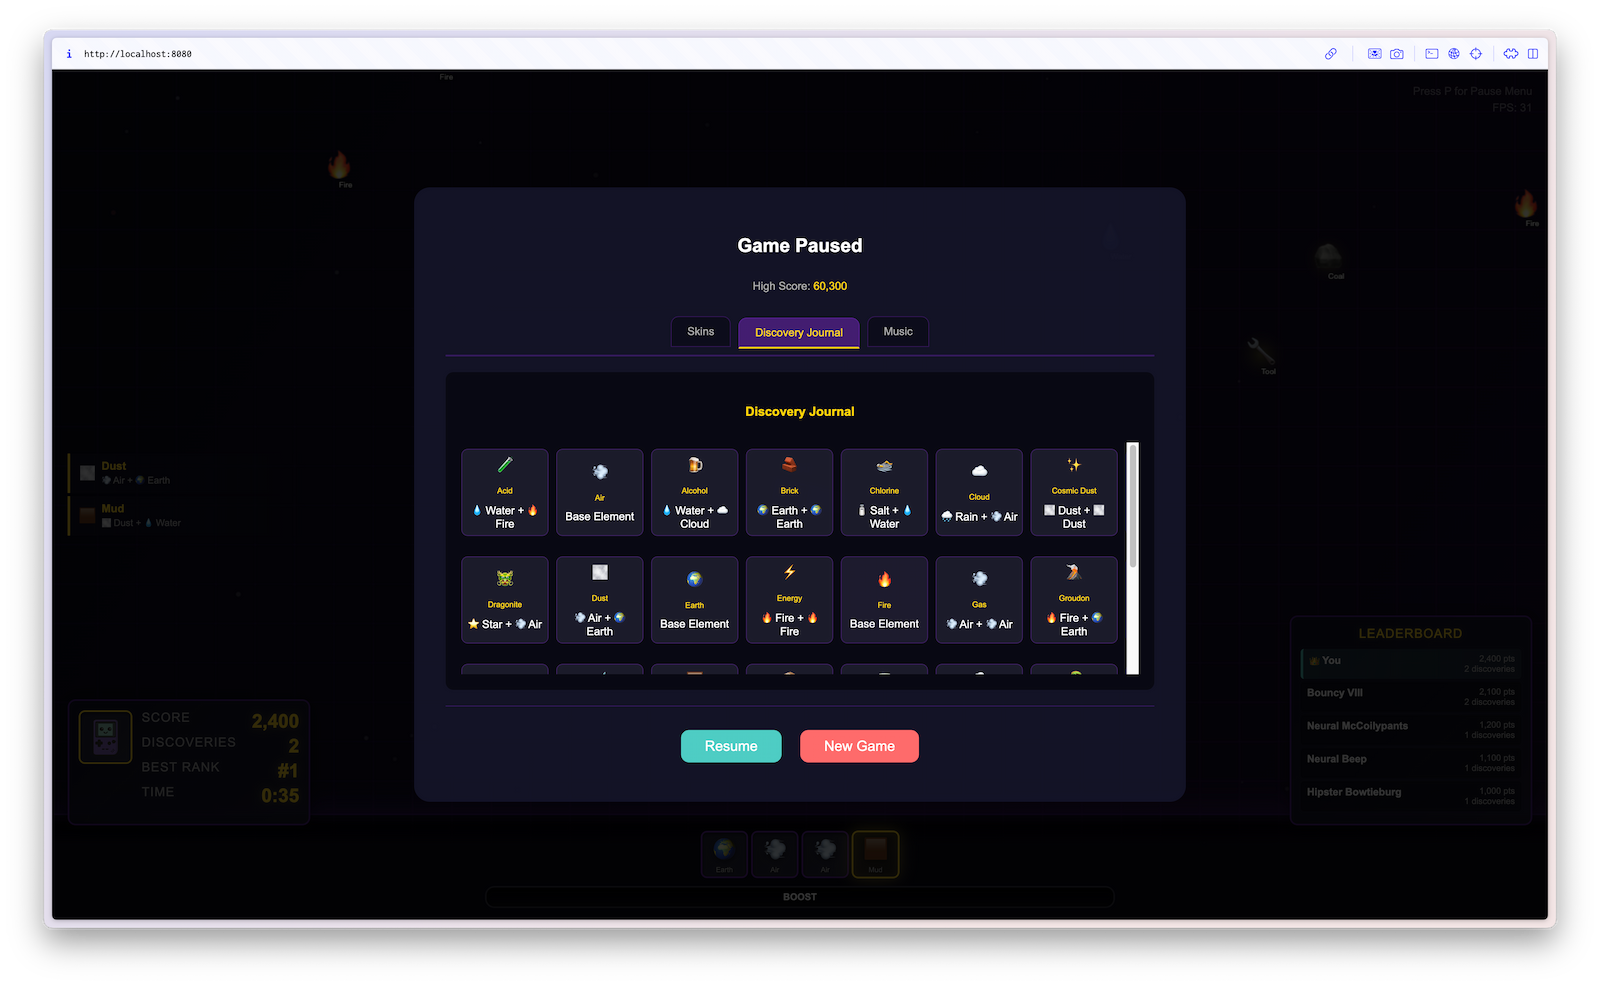 i http://localhost:8080
Fire
Press P for Pause Menu
FPS: 31
Fire
Fire
Coal
Tool
Game Paused
High Score: 60,300
Skins
Discovery Journal
Music
Discovery Journal
Acid
Water +
Fire
Air
Base Element
Alcohol
Water +
Cloud
Brick
Earth +
Earth
Chlorine
Salt +
Water
Cloud
Rain + Air
Cosmic Dust
Dust +
Dust
Dragonite
Star + Air
Dust
Air +
Earth
Earth
Base Element
Energy
Fire +
Fire
Fire
Base Element
Gas
Air + Air
Groudon
Fire +
Earth
Resume
New Game
Dust
Air + Earth
Mud
Dust + Water
SCORE 2,400
DISCOVERIES 2
BEST RANK #1
TIME 0:35
LEADERBOARD
You 2,400 pts
2 discoveries
Bouncy VIII 2,100 pts
2 discoveries
Neural McCollypants 1,200 pts
1 discoveries
Neural Beep 1,100 pts
1 discoveries
Hipster Bowtieburg 1,000 pts
1 discoveries
Earth
Air
Air
Mud
BOOST